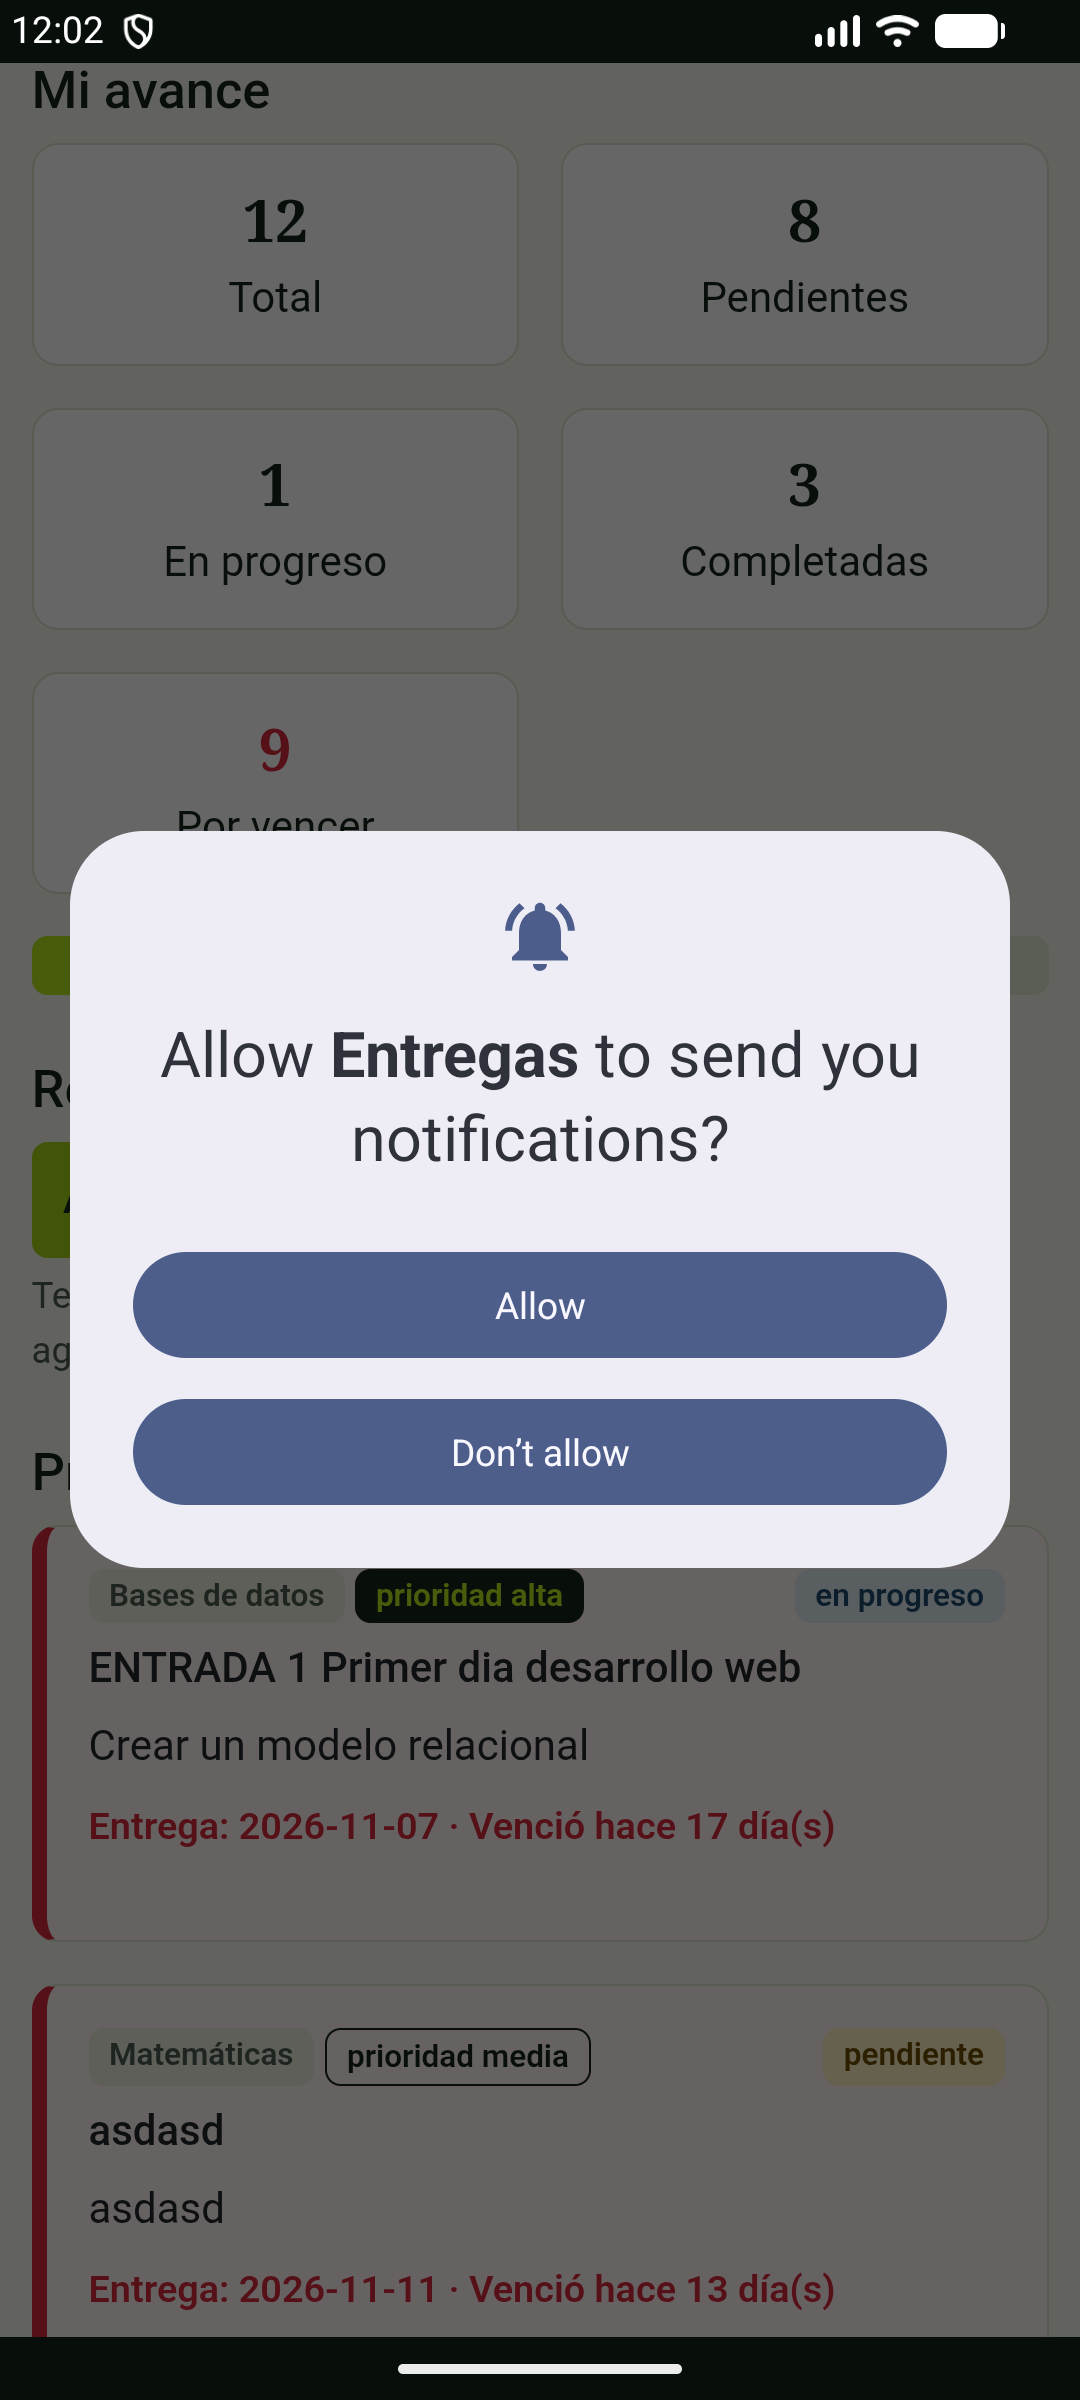 12:02
Mi avance
12
8
Total
Pendientes
1
3
En progreso
Completadas
9
Por vencer
Allow Entregas to send you
notifications?
Allow
Don’t allow
Bases de datos prioridad alta en progreso
ENTRADA 1 Primer dia desarrollo web
Crear un modelo relacional
Entrega: 2026-11-07 · Venció hace 17 día(s)
Matemáticas prioridad media pendiente
asdasd
asdasd
Entrega: 2026-11-11 · Venció hace 13 día(s)